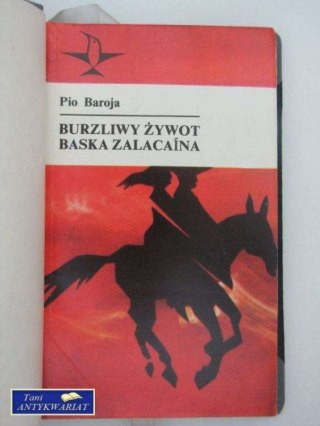 Pio Baroja
BURZLIWY ŻYWOT
BASKA ZALACAÍNA
Tani
ANTYKWARIAT